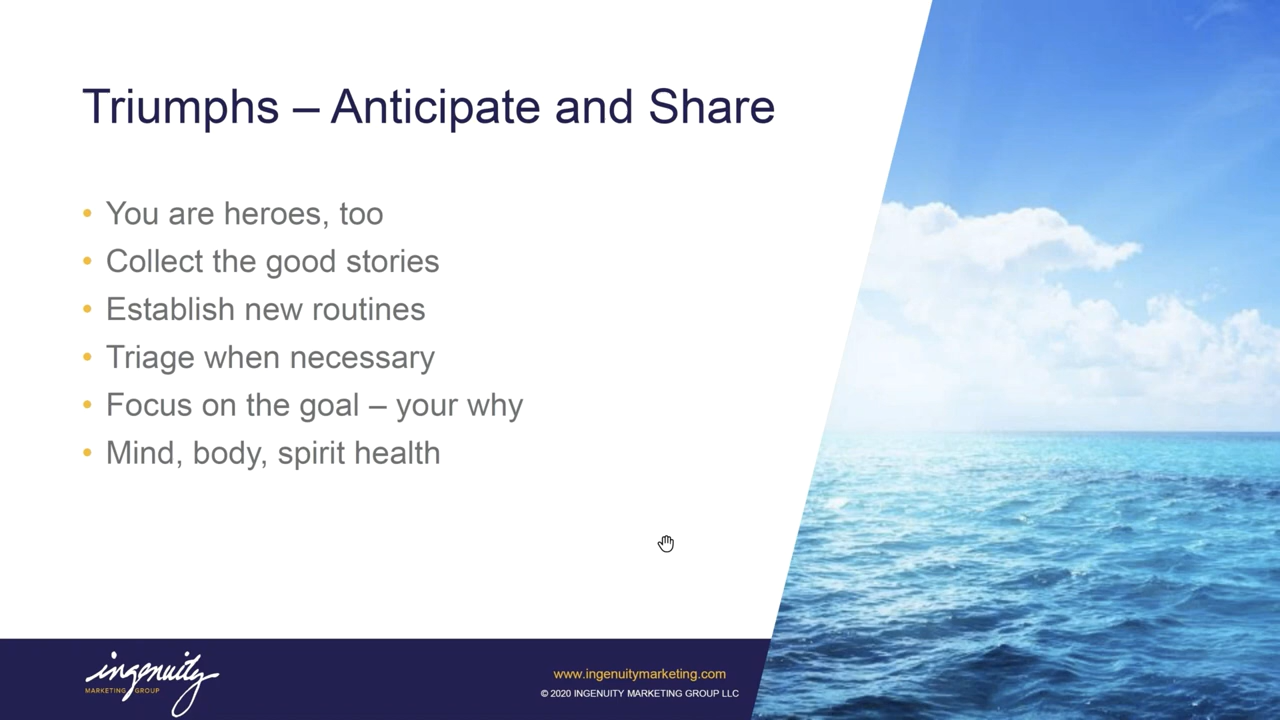 Triumphs – Anticipate and Share
• You are heroes, too
• Collect the good stories
• Establish new routines
• Triage when necessary
• Focus on the goal – your why
• Mind, body, spirit health
ingenuity
MARKETING GROUP
www.ingenuitymarketing.com
© 2020 INGENUITY MARKETING GROUP LLC